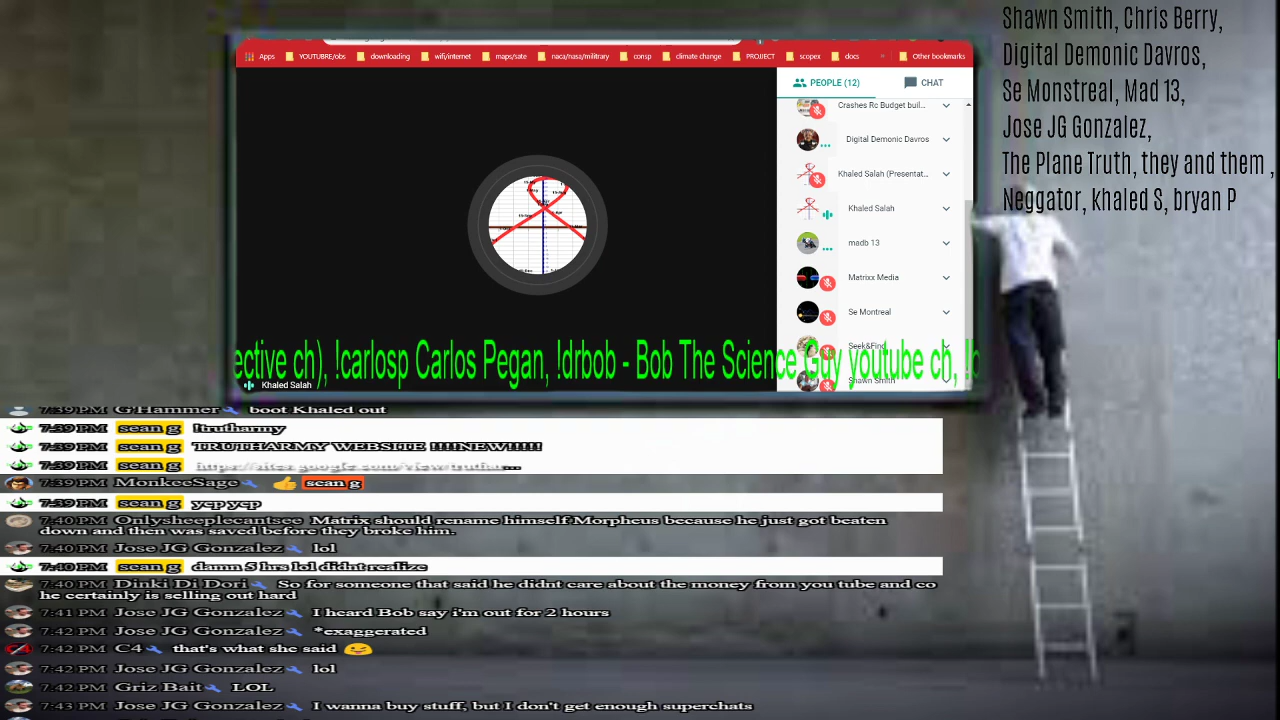 Shawn Smith, Chris Berry,
Digital Demonic Davros,
Se Monstreal, Mad 13,
Jose JG Gonzalez,
The Plane Truth, they and them ,
Neggator, khaled S, bryan P
Apps YOUTUBRE/obs downloading wifi/internet maps/sate naca/nasa/military consp climate change PROJECT scopex docs Other bookmarks
PEOPLE (12) CHAT
Crashes Rc Budget buil...
Digital Demonic Davros
Khaled Salah (Presentat...
Khaled Salah
madb 13
Matrixx Media
Se Montreal
Seek&Find
Shawn Smith
ective ch), !carlosp Carlos Pegan, !drbob - Bob The Science Guy youtube ch,
Khaled Salah
7:39 PM G'Hammer boot Khaled out
7:39 PM sean g !trutharmy
7:39 PM sean g TRUTHARMY WEBSITE !!!!NEW!!!!!
7:39 PM sean g https://sites.google.com/view/truthar...
7:39 PM MonkeeSage sean g
7:39 PM sean g yep yep
7:40 PM Onlysheeplecantsee Matrix should rename himself Morpheus because he just got beaten
down and then was saved before they broke him.
7:40 PM Jose JG Gonzalez lol
7:40 PM sean g damn 5 hrs lol didnt realize
7:40 PM Dinki Di Dori So for someone that said he didnt care about the money from you tube and co
he certainly is selling out hard
7:41 PM Jose JG Gonzalez I heard Bob say i'm out for 2 hours
7:42 PM Jose JG Gonzalez *exaggerated
7:42 PM C4 that's what she said
7:42 PM Jose JG Gonzalez lol
7:42 PM Griz Bait LOL
7:43 PM Jose JG Gonzalez I wanna buy stuff, but I don't get enough superchats